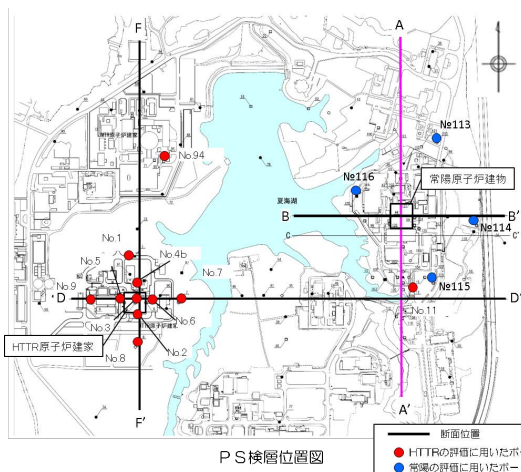 F
A
№113
No.94
№116
常陽原子炉建物
夏海湖
B
B'
C
C'
№114
No.1
No.5
No.4b
No.7
No.9
№115
D
D'
No.3
No.6
No.11
HTTR原子炉建家
No.8
No.2
F'
A'
PS検層位置図
断面位置
HTTRの評価に用いたボー
常陽の評価に用いたボー